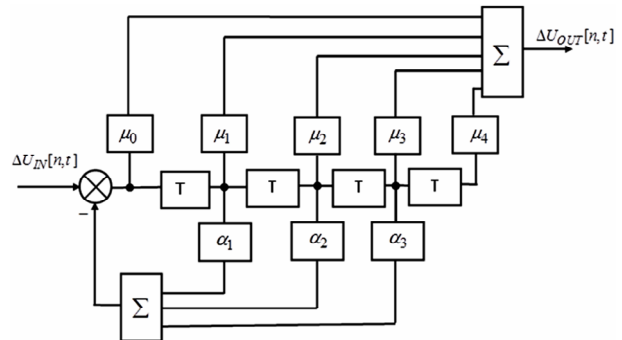 ΔU_OUT[n,t]
Σ
μ0
μ1
μ2
μ3
μ4
ΔU_IN[n,t]
T
T
T
T
−
α1
α2
α3
Σ